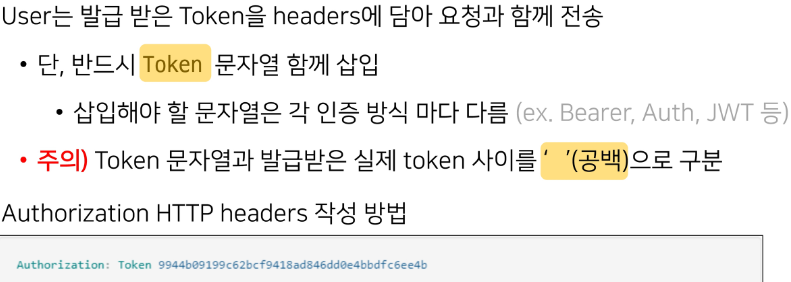 User는 발급 받은 Token을 headers에 담아 요청과 함께 전송
• 단, 반드시 Token 문자열 함께 삽입
• 삽입해야 할 문자열은 각 인증 방식 마다 다름 (ex. Bearer, Auth, JWT 등)
• 주의) Token 문자열과 발급받은 실제 token 사이를 ‘ ’(공백)으로 구분
Authorization HTTP headers 작성 방법
Authorization: Token 9944b09199c62bcf9418ad846dd0e4bbdfc6ee4b